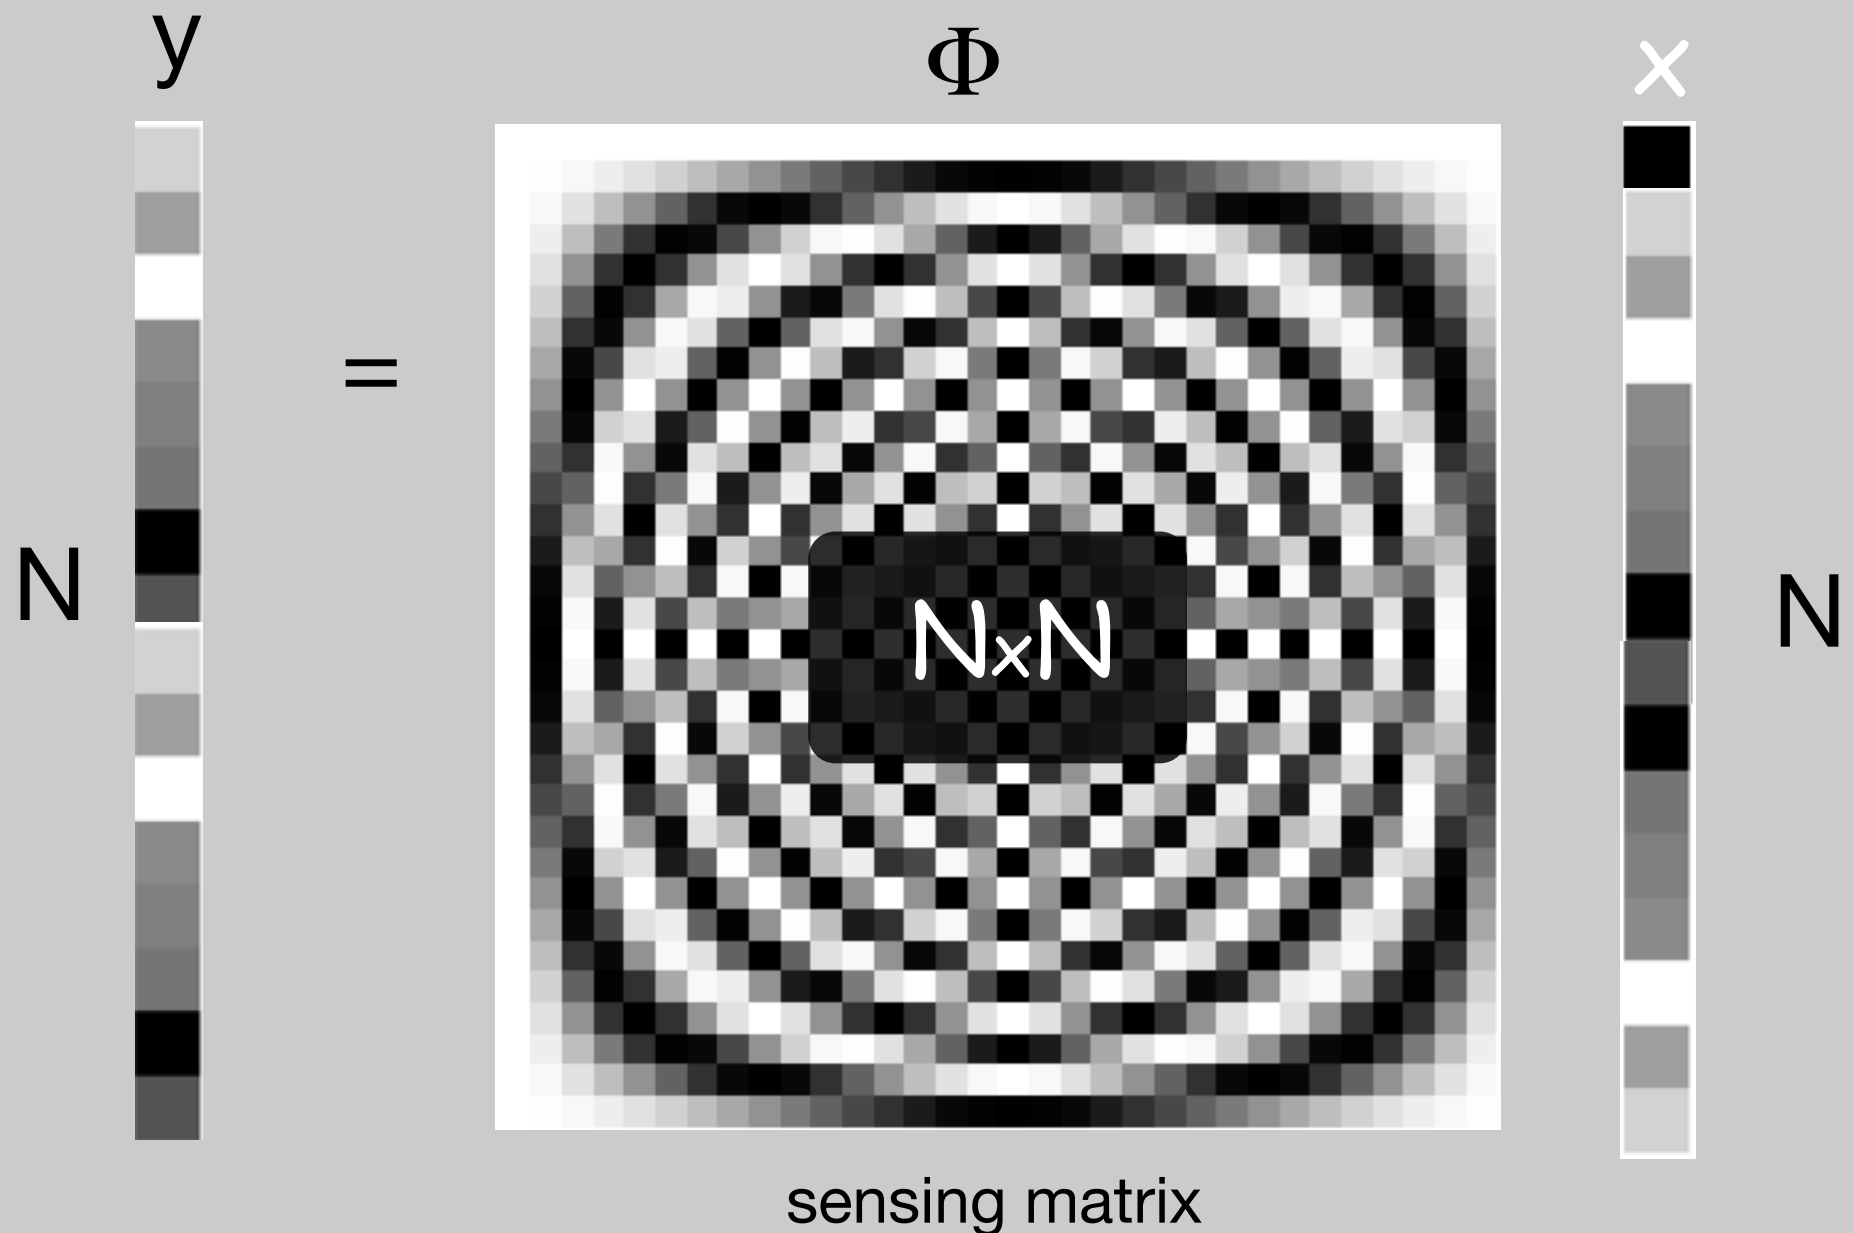 y
Φ
x
=
N
NxN
N
sensing matrix